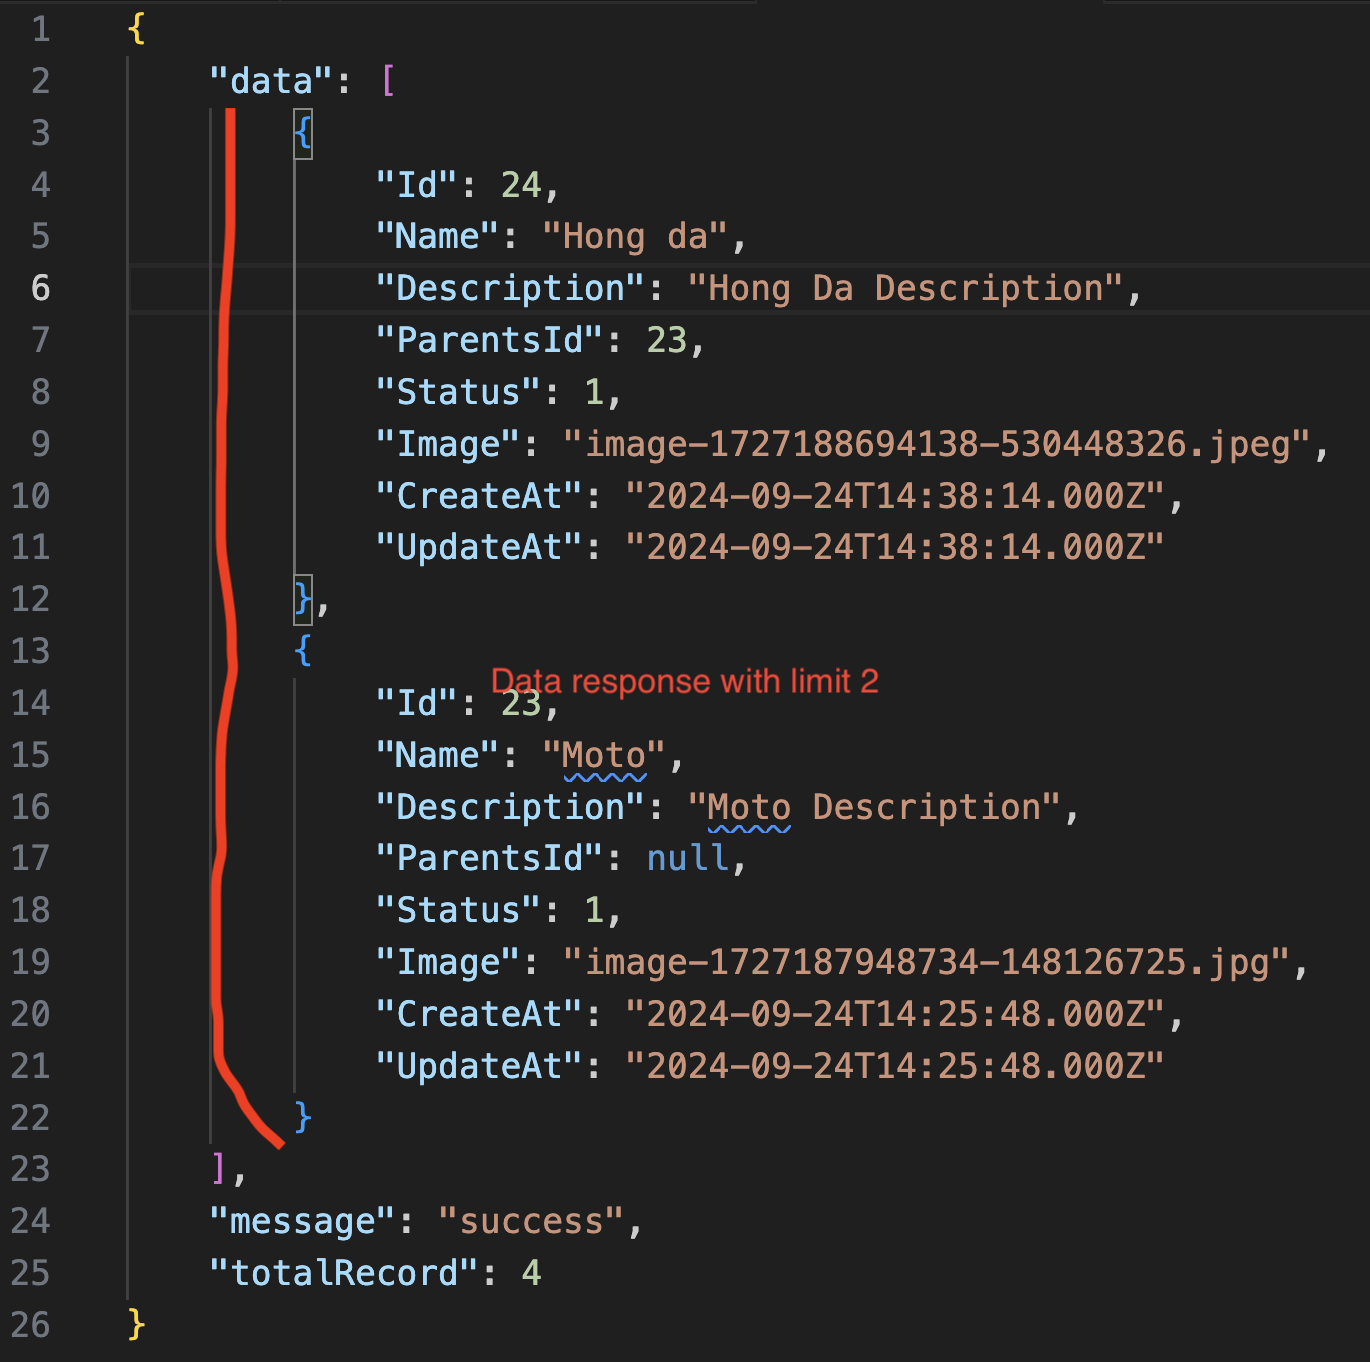 1 {
2 "data": [
3 {
4 "Id": 24,
5 "Name": "Hong da",
6 "Description": "Hong Da Description",
7 "ParentsId": 23,
8 "Status": 1,
9 "Image": "image-1727188694138-530448326.jpeg",
10 "CreateAt": "2024-09-24T14:38:14.000Z",
11 "UpdateAt": "2024-09-24T14:38:14.000Z"
12 },
13 {
Data response with limit 2
14 "Id": 23,
15 "Name": "Moto",
16 "Description": "Moto Description",
17 "ParentsId": null,
18 "Status": 1,
19 "Image": "image-1727187948734-148126725.jpg",
20 "CreateAt": "2024-09-24T14:25:48.000Z",
21 "UpdateAt": "2024-09-24T14:25:48.000Z"
22 }
23 ],
24 "message": "success",
25 "totalRecord": 4
26 }